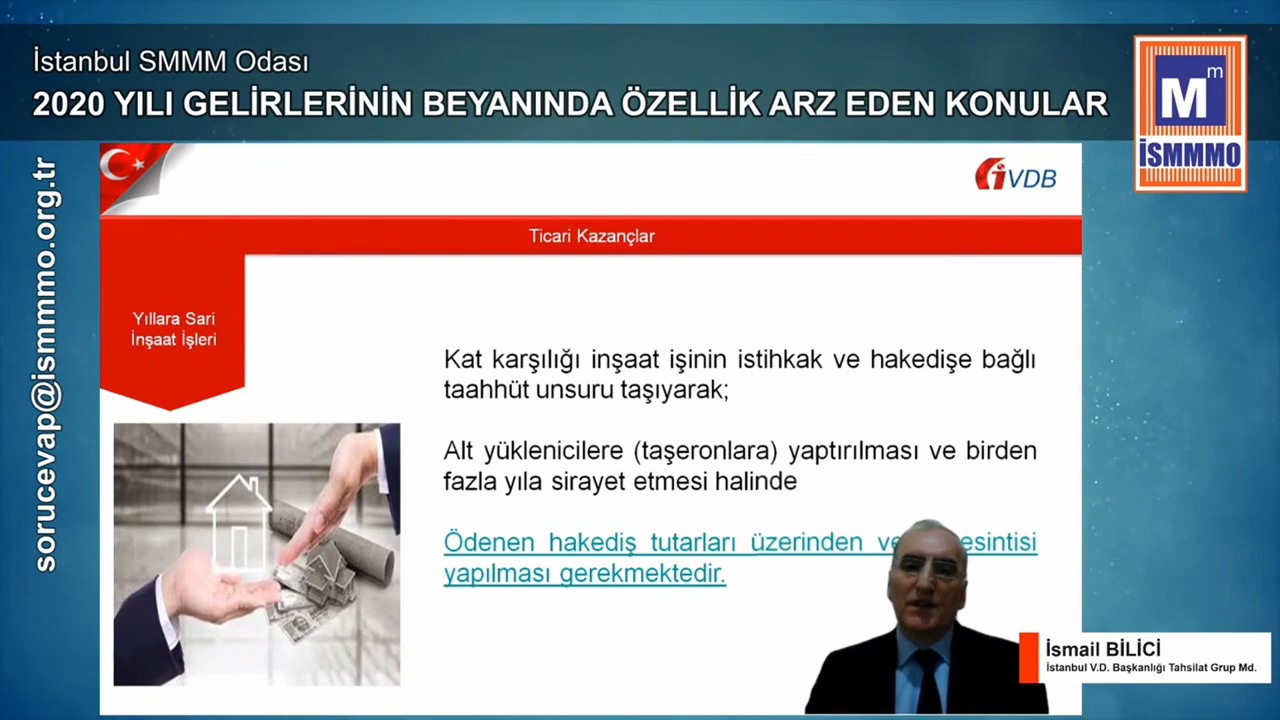 İstanbul SMMM Odası
2020 YILI GELİRLERİNİN BEYANINDA ÖZELLİK ARZ EDEN KONULAR
Mm
İSMMMO
sorucevap@ismmmo.org.tr
iVDB
Ticari Kazançlar
Yıllara Sari
İnşaat İşleri
Kat karşılığı inşaat işinin istihkak ve hakedişe bağlı
taahhüt unsuru taşıyarak;
Alt yüklenicilere (taşeronlara) yaptırılması ve birden
fazla yıla sirayet etmesi halinde
Ödenen hakediş tutarları üzerinden
yapılması gerekmektedir.
İsmail BİLİCİ
İstanbul V.D. Başkanlığı Tahsilat Grup Md.